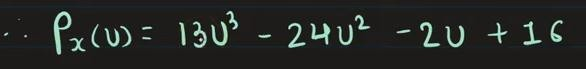 ∴ Pₓ(u) = 13u³ - 24u² - 2u + 16